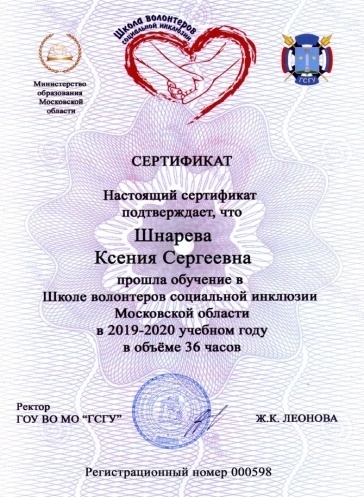 Школа волонтеров
социальной инклюзии
Министерство
образования
Московской
области
ГСГУ
СЕРТИФИКАТ
Настоящий сертификат
подтверждает, что
Шнарева
Ксения Сергеевна
прошла обучение в
Школе волонтеров социальной инклюзии
Московской области
в 2019-2020 учебном году
в объёме 36 часов
Ректор
ГОУ ВО МО "ГСГУ"
Ж.К. ЛЕОНОВА
Регистрационный номер 000598